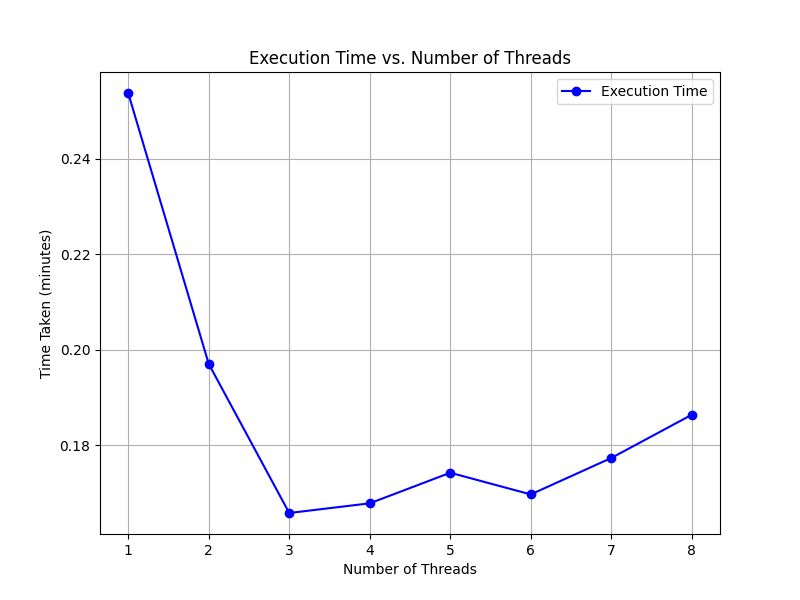 Execution Time vs. Number of Threads
Execution Time
0.24
0.22
0.20
0.18
Time Taken (minutes)
1 2 3 4 5 6 7 8
Number of Threads